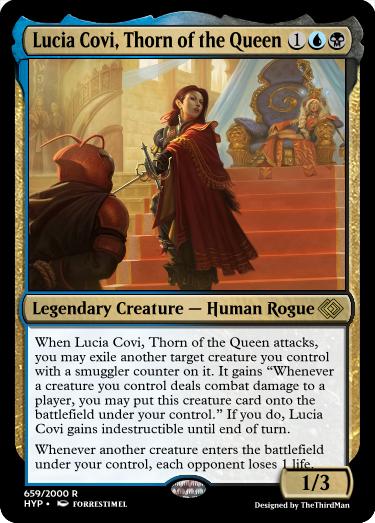 Lucia Covi, Thorn of the Queen 1
Legendary Creature — Human Rogue
When Lucia Covi, Thorn of the Queen attacks,
you may exile another target creature you control
with a smuggler counter on it. It gains “Whenever
a creature you control deals combat damage to a
player, you may put this creature card onto the
battlefield under your control.” If you do, Lucia
Covi gains indestructible until end of turn.
Whenever another creature enters the battlefield
under your control, each opponent loses 1 life.
1/3
659/2000 R
HYP • FORRESTIMEL
Designed by TheThirdMan